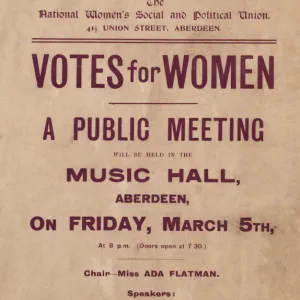 The
National Women's Social and Political Union.
41½ UNION STREET, ABERDEEN.
VOTES for WOMEN
A PUBLIC MEETING
WILL BE HELD IN THE
MUSIC HALL,
ABERDEEN,
ON FRIDAY, MARCH 5TH,
At 8 p.m. (Doors open at 7 30.)
Chair—Miss ADA FLATMAN.
Speakers: